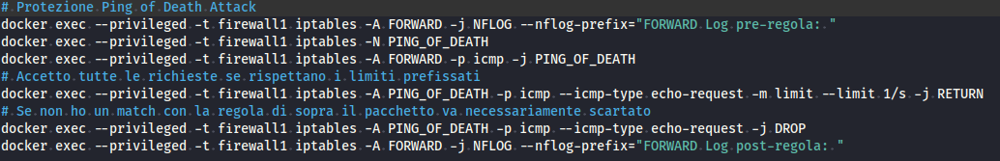 # Protezione Ping of Death Attack
docker exec --privileged -t firewall1 iptables -A FORWARD -j NFLOG --nflog-prefix="FORWARD Log pre-regola: "
docker exec --privileged -t firewall1 iptables -N PING_OF_DEATH
docker exec --privileged -t firewall1 iptables -A FORWARD -p icmp -j PING_OF_DEATH
# Accetto tutte le richieste se rispettano i limiti prefissati
docker exec --privileged -t firewall1 iptables -A PING_OF_DEATH -p icmp --icmp-type echo-request -m limit --limit 1/s -j RETURN
# Se non ho un match con la regola di sopra il pacchetto va necessariamente scartato
docker exec --privileged -t firewall1 iptables -A PING_OF_DEATH -p icmp --icmp-type echo-request -j DROP
docker exec --privileged -t firewall1 iptables -A FORWARD -j NFLOG --nflog-prefix="FORWARD Log post-regola: "